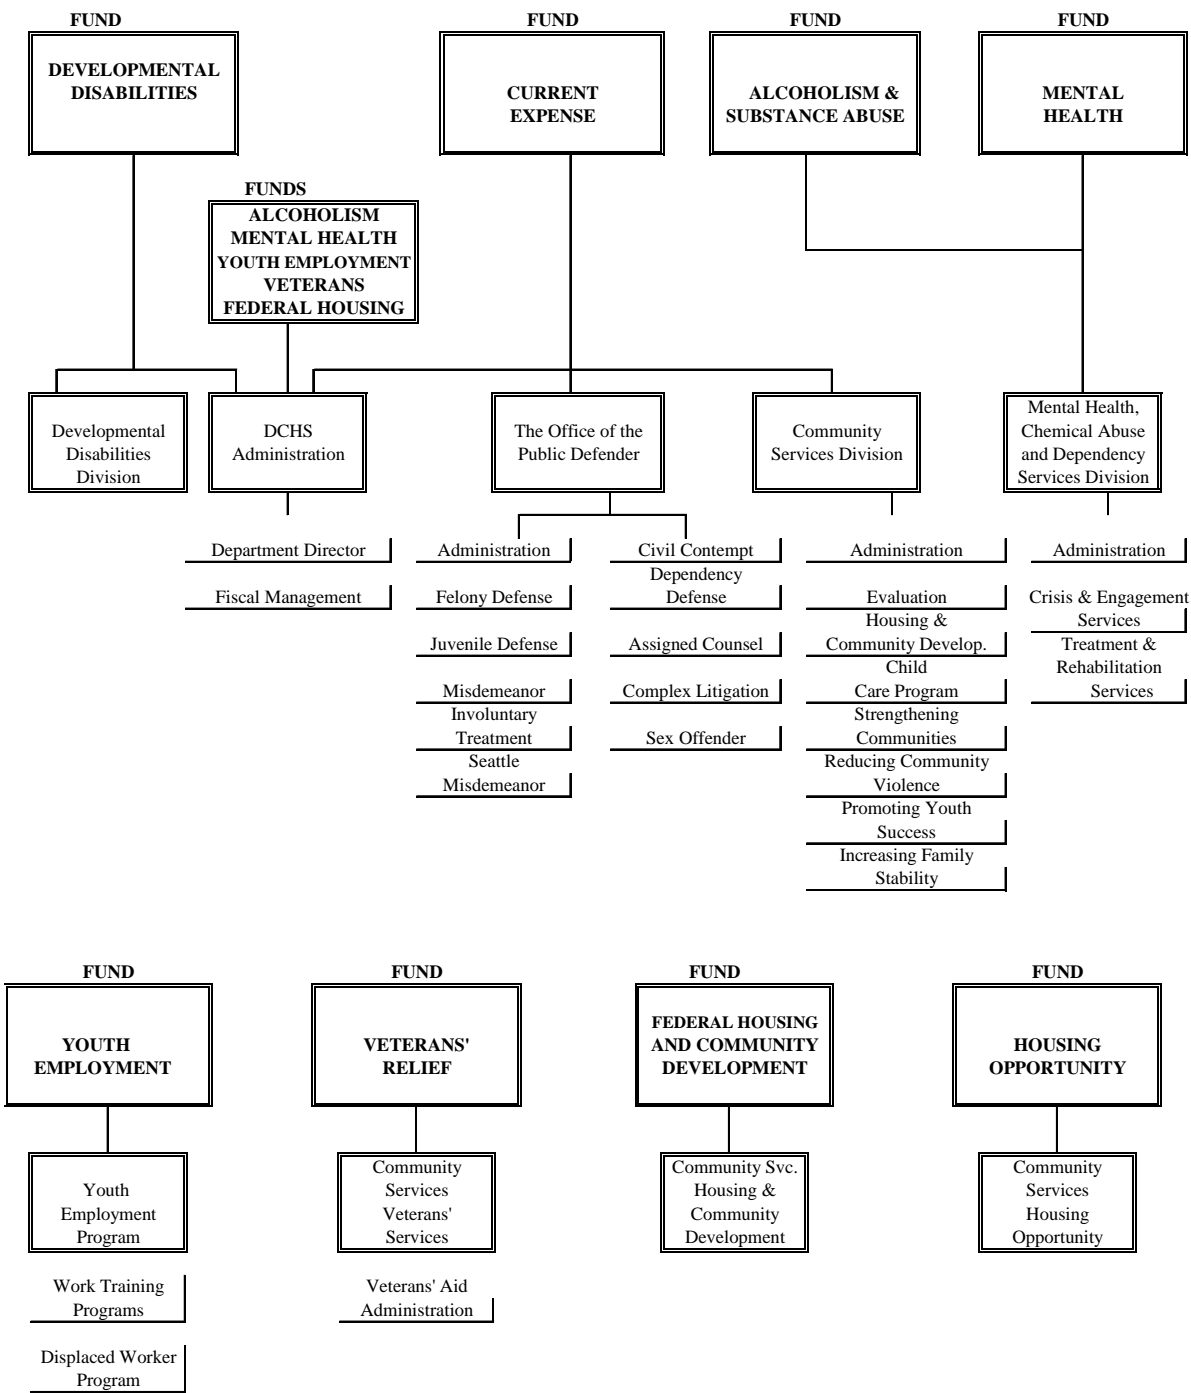 FUND
DEVELOPMENTAL
DISABILITIES
FUND
CURRENT
EXPENSE
FUND
ALCOHOLISM &
SUBSTANCE ABUSE
FUND
MENTAL
HEALTH
FUNDS
ALCOHOLISM
MENTAL HEALTH
YOUTH EMPLOYMENT
VETERANS
FEDERAL HOUSING
Developmental
Disabilities
Division
DCHS
Administration
The Office of the
Public Defender
Community
Services Division
Mental Health,
Chemical Abuse
and Dependency
Services Division
Department Director
Fiscal Management
Administration
Felony Defense
Juvenile Defense
Misdemeanor
Involuntary
Treatment
Seattle
Misdemeanor
Civil Contempt
Dependency
Defense
Assigned Counsel
Complex Litigation
Sex Offender
Administration
Evaluation
Housing &
Community Develop.
Child
Care Program
Strengthening
Communities
Reducing Community
Violence
Promoting Youth
Success
Increasing Family
Stability
Administration
Crisis & Engagement
Services
Treatment &
Rehabilitation
Services
FUND
YOUTH
EMPLOYMENT
FUND
VETERANS'
RELIEF
FUND
FEDERAL HOUSING
AND COMMUNITY
DEVELOPMENT
FUND
HOUSING
OPPORTUNITY
Youth
Employment
Program
Community
Services
Veterans'
Services
Community Svc.
Housing &
Community
Development
Community
Services
Housing
Opportunity
Work Training
Programs
Displaced Worker
Program
Veterans' Aid
Administration